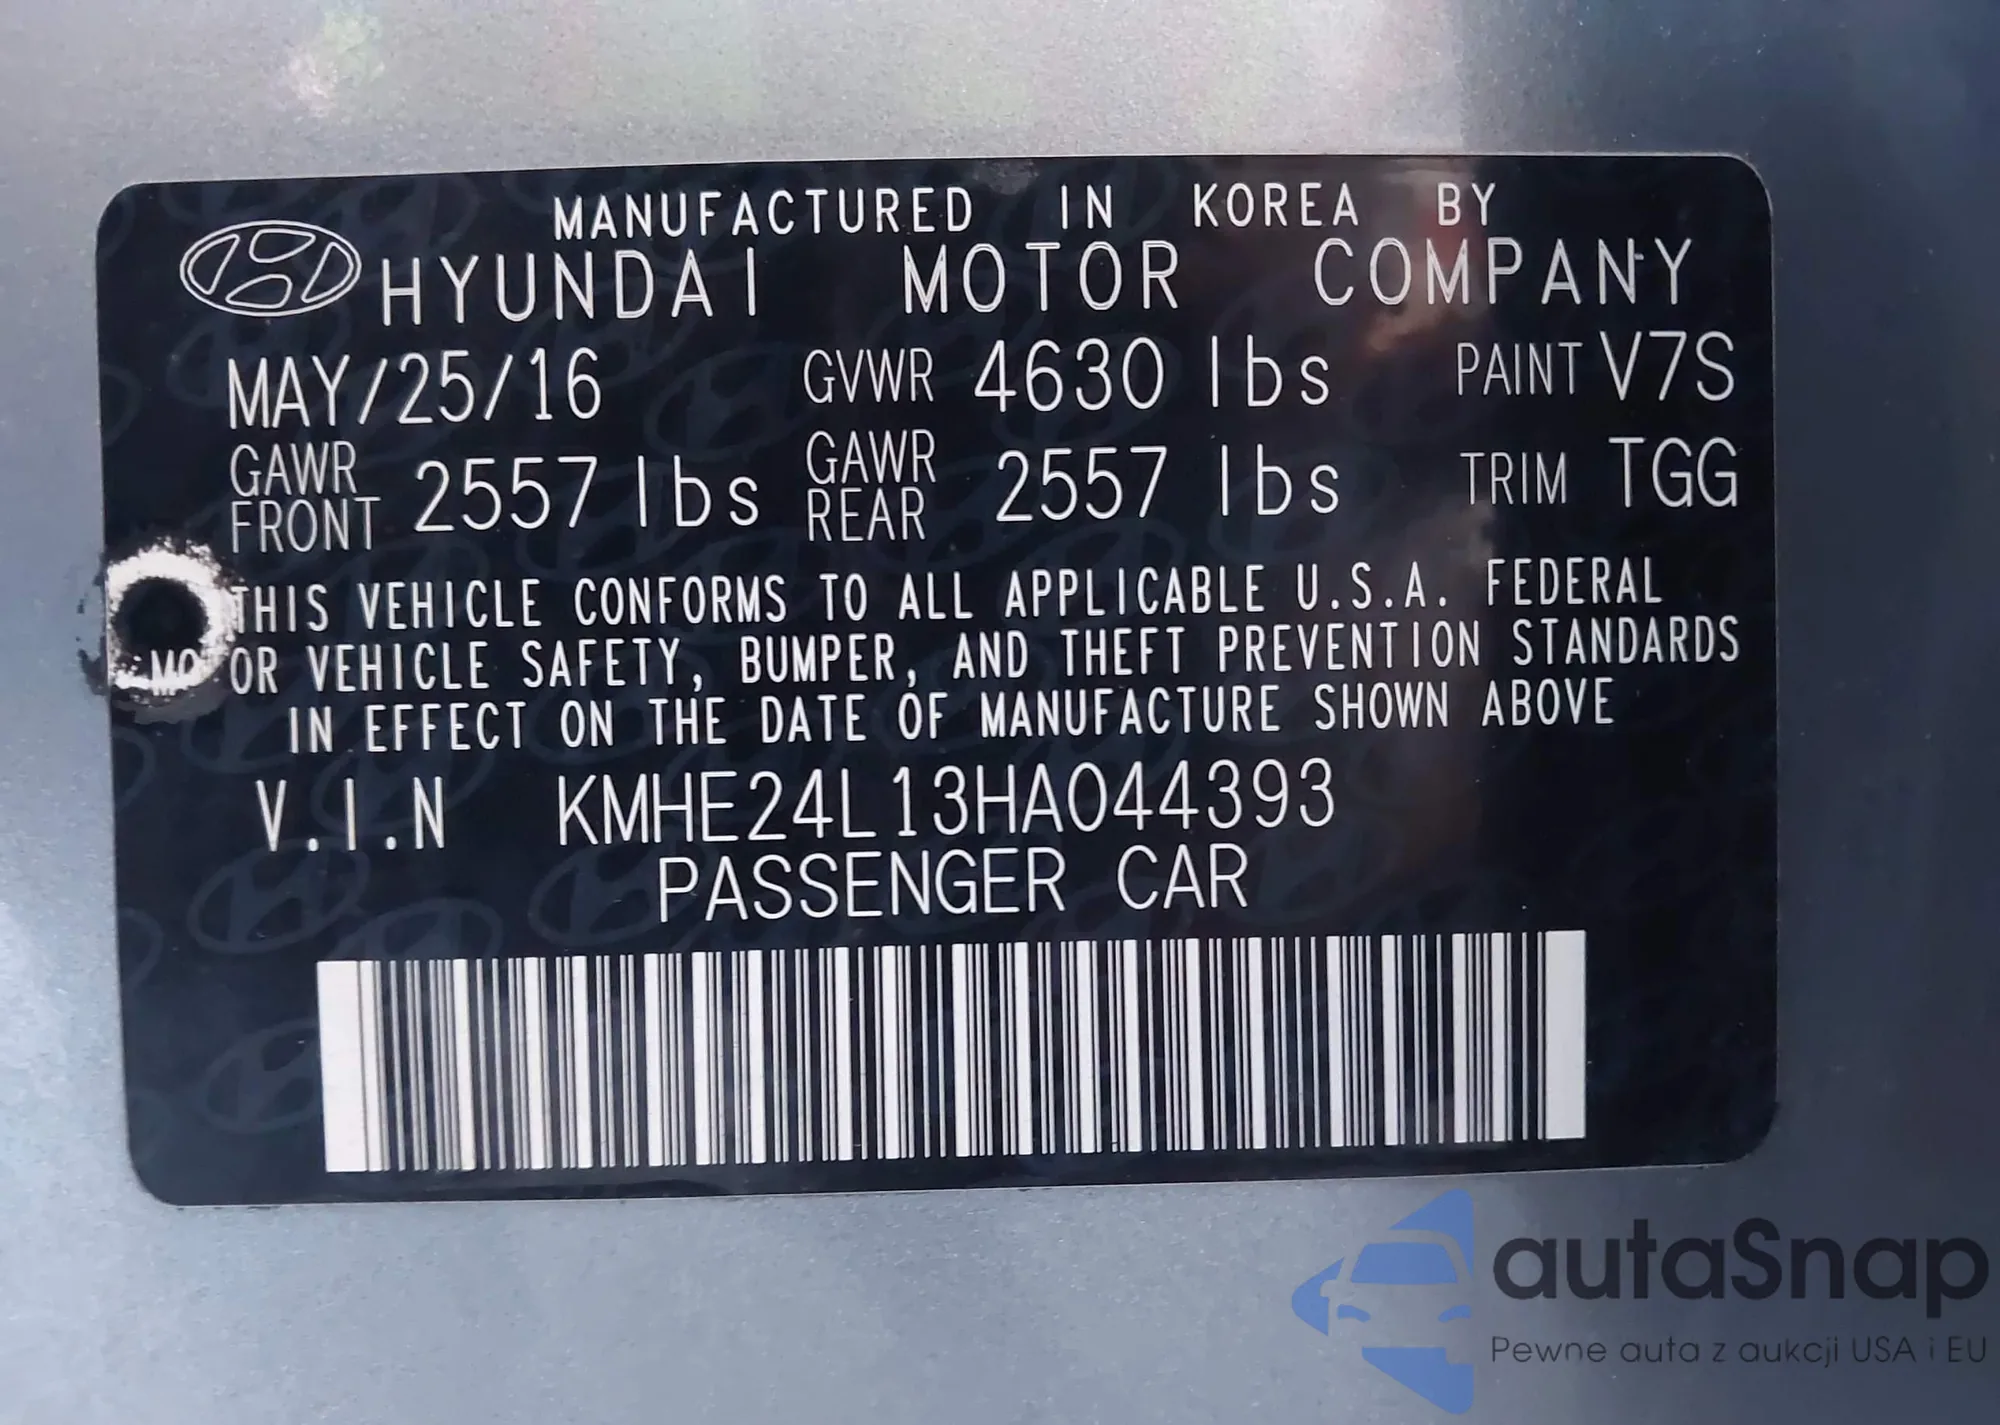 MANUFACTURED IN KOREA BY
HYUNDAI MOTOR COMPANY
MAY/25/16 GVWR 4630 lbs PAINT V7S
GAWR FRONT 2557 lbs GAWR REAR 2557 lbs TRIM TGG
THIS VEHICLE CONFORMS TO ALL APPLICABLE U.S.A. FEDERAL
MOTOR VEHICLE SAFETY, BUMPER, AND THEFT PREVENTION STANDARDS
IN EFFECT ON THE DATE OF MANUFACTURE SHOWN ABOVE
V.I.N KMHE24L13HA044393
PASSENGER CAR
autaSnap
Pewne auta z aukcji USA i EU